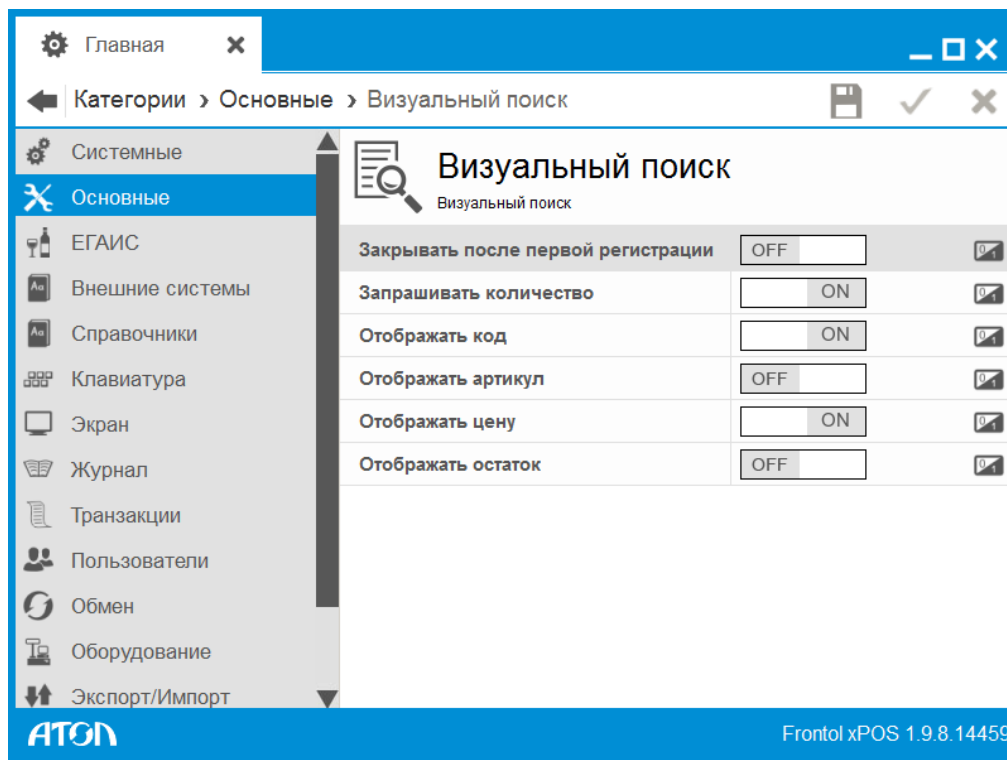 Главная
Категории › Основные › Визуальный поиск
Системные
Основные
ЕГАИС
Внешние системы
Справочники
Клавиатура
Экран
Журнал
Транзакции
Пользователи
Обмен
Оборудование
Экспорт/Импорт
Визуальный поиск
Визуальный поиск
Закрывать после первой регистрации OFF
Запрашивать количество ON
Отображать код ON
Отображать артикул OFF
Отображать цену ON
Отображать остаток OFF
АТОЛ
Frontol xPOS 1.9.8.14459